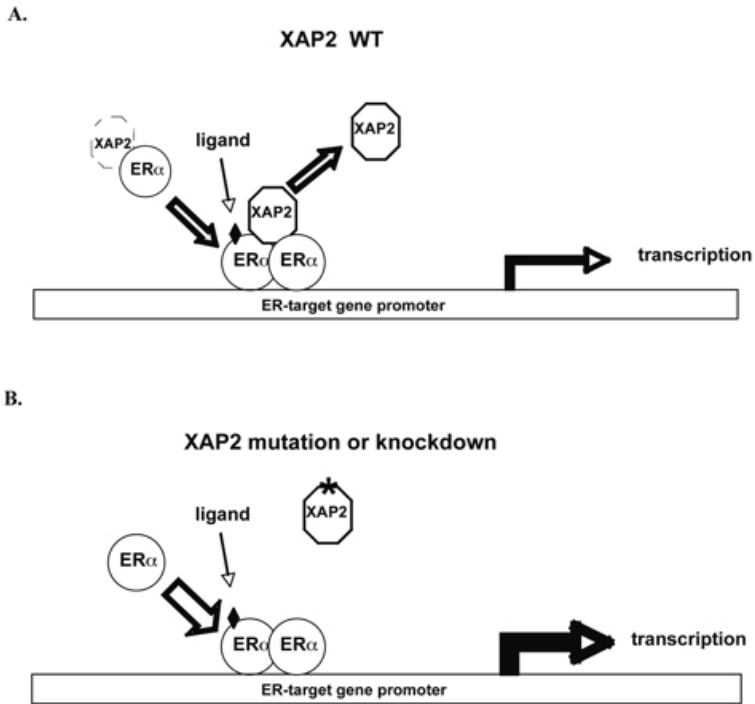 A.
XAP2 WT
XAP2
ligand
XAP2
ERα
XAP2
ERα ERα
transcription
ER-target gene promoter
B.
XAP2 mutation or knockdown
ligand
*
XAP2
ERα
ERα ERα
transcription
ER-target gene promoter